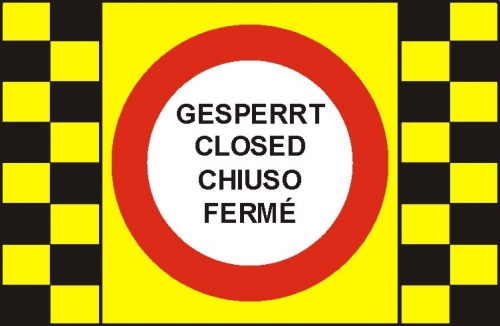 GESPERRT
CLOSED
CHIUSO
FERMÉ